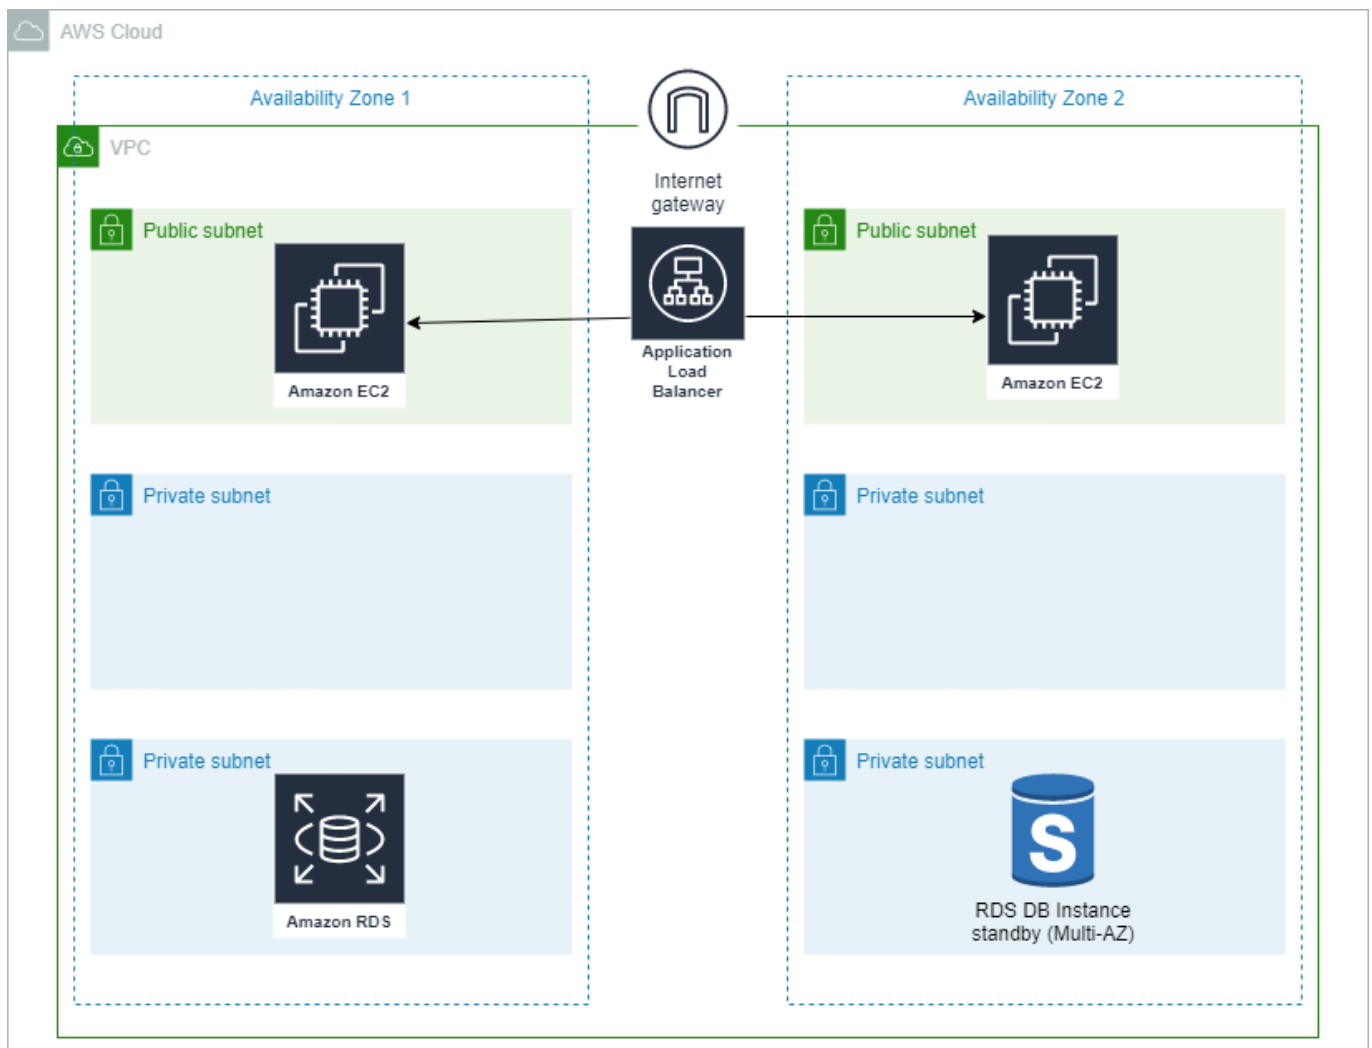 AWS Cloud
Availability Zone 1
Availability Zone 2
VPC
Internet
gateway
Public subnet
Public subnet
Amazon EC2
Application
Load
Balancer
Amazon EC2
Private subnet
Private subnet
Private subnet
Private subnet
Amazon RDS
S
RDS DB Instance
standby (Multi-AZ)